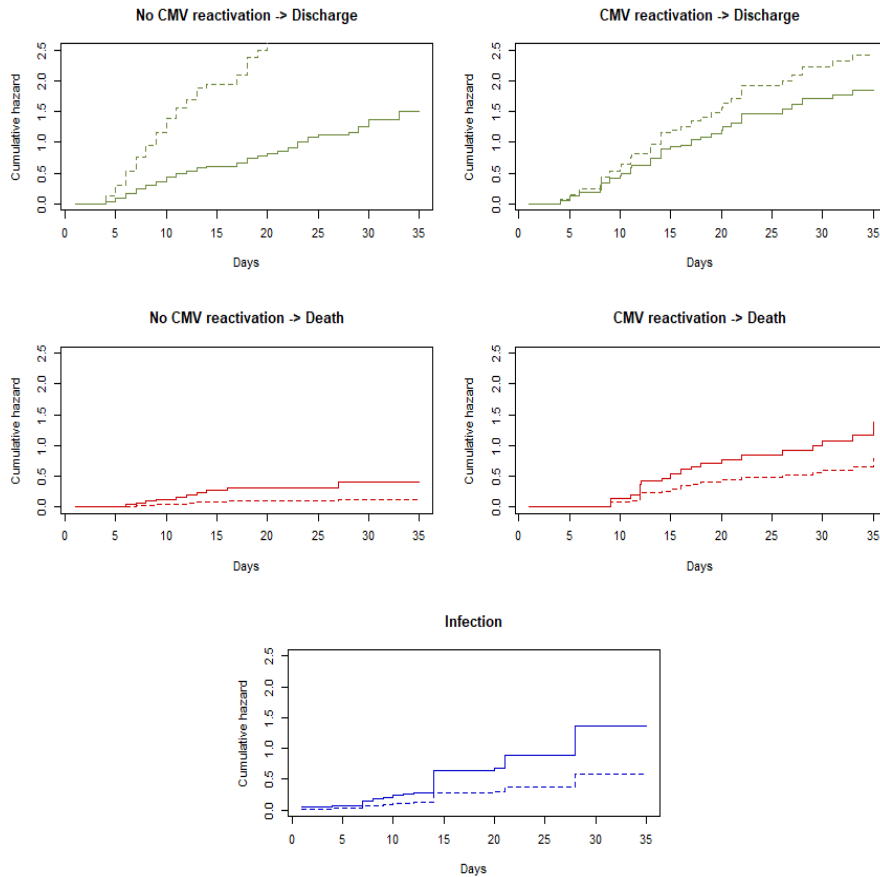 No CMV reactivation -> Discharge
Cumulative hazard
0.0 0.5 1.0 1.5 2.0 2.5
0 5 10 15 20 25 30 35
Days
CMV reactivation -> Discharge
Cumulative hazard
0.0 0.5 1.0 1.5 2.0 2.5
0 5 10 15 20 25 30 35
Days
No CMV reactivation -> Death
Cumulative hazard
0.0 0.5 1.0 1.5 2.0 2.5
0 5 10 15 20 25 30 35
Days
CMV reactivation -> Death
Cumulative hazard
0.0 0.5 1.0 1.5 2.0 2.5
0 5 10 15 20 25 30 35
Days
Infection
Cumulative hazard
0.0 0.5 1.0 1.5 2.0 2.5
0 5 10 15 20 25 30 35
Days